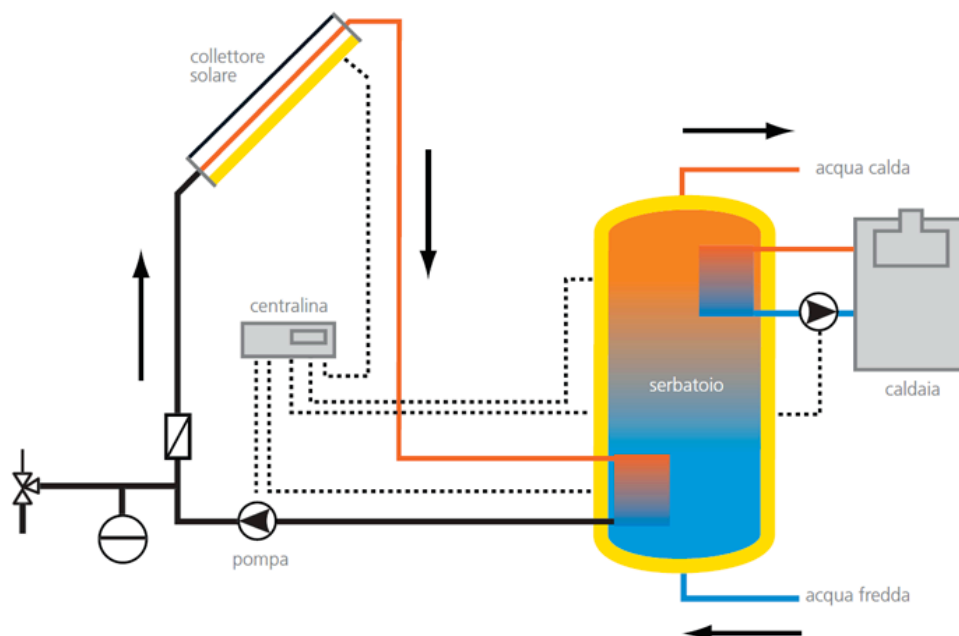 collettore
solare
acqua calda
centralina
serbatoio
caldaia
pompa
acqua fredda